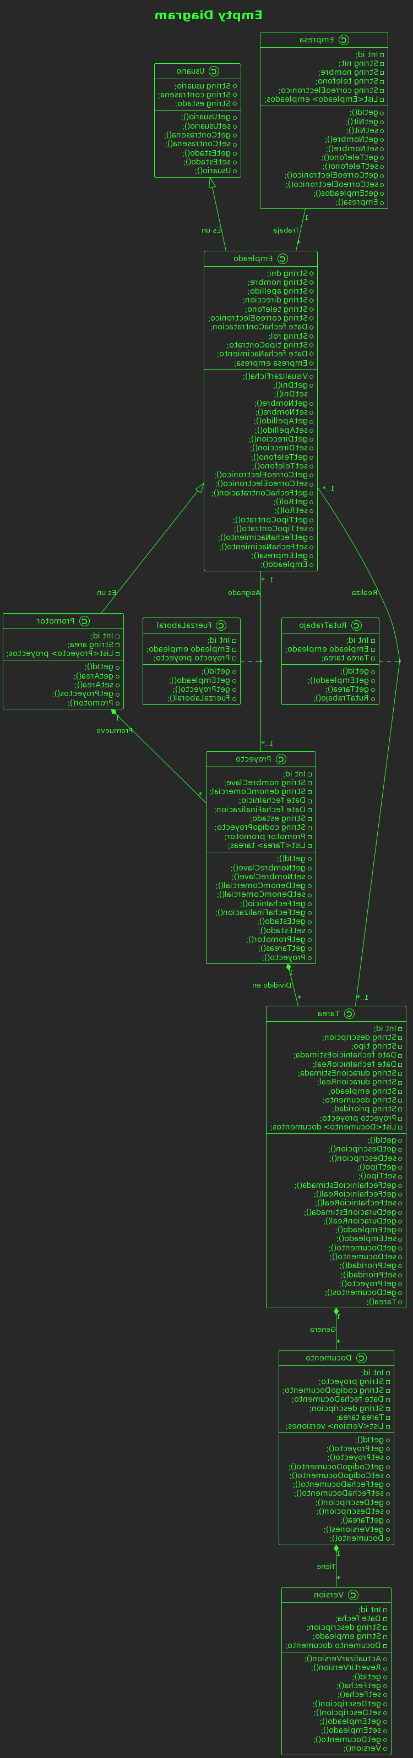 Empty Diagram
Empresa
Int id;
String nit;
String nombre;
String telefono;
String correoElectronico;
List<Empleado> empleados;
getId();
getNit();
setNit();
getNombre();
setNombre();
getTelefono();
setTelefono();
getCorreoElectronico();
setCorreoElectronico();
getEmpleados();
Empresa();
Usuario
String usuario;
String contrasena;
String estado;
getUsuario();
setUsuario();
getContrasena();
setContrasena();
getEstado();
setEstado();
Usuario();
1
Trabaja
*
Es un
Empleado
String dni;
String nombre;
String apellido;
String direccion;
String telefono;
String correoElectronico;
Date fechaContratacion;
String rol;
String tipoContrato;
Date fechaNacimiento;
Empresa empresa;
VisualizarFicha();
getDni();
setDni();
getNombre();
setNombre();
getApellido();
setApellido();
getDireccion();
setDireccion();
getTelefono();
setTelefono();
getCorreoElectronico();
setCorreoElectronico();
getFechaContratacion();
getRol();
setRol();
getTipoContrato();
setTipoContrato();
getFechaNacimiento();
setFechaNacimiento();
getEmpresa();
Empleado();
1..*
1..*
Realiza
Asignado
Es un
RutaTrabajo
Int id;
Empleado empleado;
Tarea tarea;
getId();
getEmpleado();
getTarea();
RutaTrabajo();
FuerzaLaboral
Int id;
Empleado empleado;
Proyecto proyecto;
getId();
getEmpleado();
getProyecto();
FuerzaLaboral();
Promotor
Int id;
String area;
List<Proyecto> proyectos;
getId();
getArea();
setArea();
getProyectos();
Promotor();
1
Promueve
*
1..*
Proyecto
Int id;
String nombreClave;
String denomComercial;
Date fechaInicio;
Date fechaFinalizacion;
String estado;
String codigoProyecto;
Promotor promotor;
List<Tarea> tareas;
getId();
getNombreClave();
setNombreClave();
getDenomComercial();
setDenomComercial();
getFechaInicio();
getFechaFinalizacion();
getEstado();
setEstado();
getPromotor();
getTareas();
Proyecto();
1
Dividido en
*
1..*
Tarea
Int id;
String descripcion;
String tipo;
Date fechaInicioEstimada;
Date fechaInicioReal;
String duracionEstimada;
String duracionReal;
String empleado;
String documento;
String prioridad;
Proyecto proyecto;
List<Documento> documentos;
getId();
getDescripcion();
setDescripcion();
getTipo();
setTipo();
getFechaInicioEstimada();
getFechaInicioReal();
setFechaInicioReal();
getDuracionEstimada();
getDuracionReal();
getEmpleado();
setEmpleado();
getDocumento();
setDocumento();
getPrioridad();
setPrioridad();
getProyecto();
getDocumentos();
Tarea();
1
Genera
*
Documento
Int id;
String proyecto;
String codigoDocumento;
Date fechaDocumento;
String descripcion;
Tarea tarea;
List<Version> versiones;
getId();
getProyecto();
setProyecto();
getCodigoDocumento();
setCodigoDocumento();
getFechaDocumento();
setFechaDocumento();
getDescripcion();
setDescripcion();
getTarea();
getVersiones();
Documento();
1
Tiene
*
Version
Int id;
Date fecha;
String descripcion;
String empleado;
Documento documento;
ActualizarVersion();
RevertirVersion();
getId();
getFecha();
setFecha();
getDescripcion();
setDescripcion();
getEmpleado();
setEmpleado();
getDocumento();
Version();